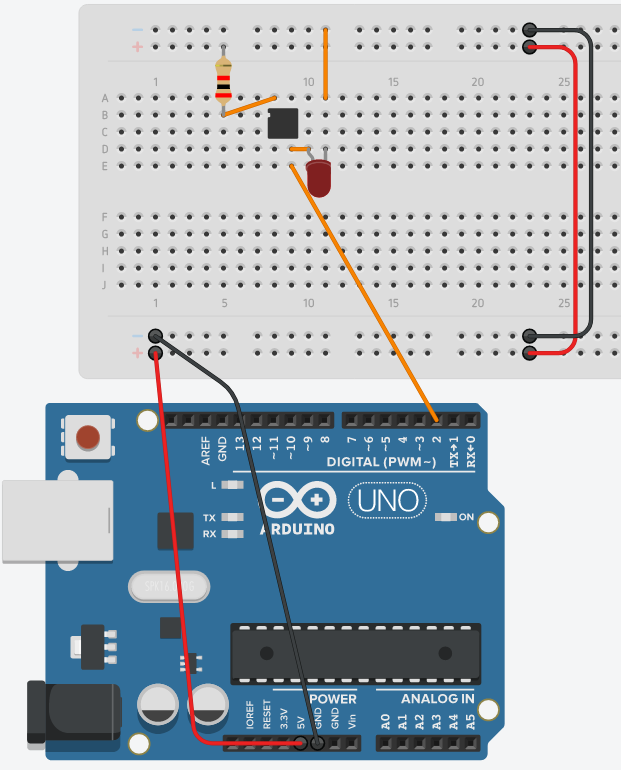 − −
+ +
1 5 10 15 20 25
A
B
C
D
E
F
G
H
I
J
1 5 10 15 20 25
− −
+ +
AREF GND 13 12 ~11 ~10 ~9 8 7 ~6 ~5 4 ~3 2 TX→1 RX←0
DIGITAL (PWM~)
L
TX
RX
ARDUINO
UNO
ON
POWER
ANALOG IN
IOREF RESET 3.3V 5V GND GND Vin A0 A1 A2 A3 A4 A5